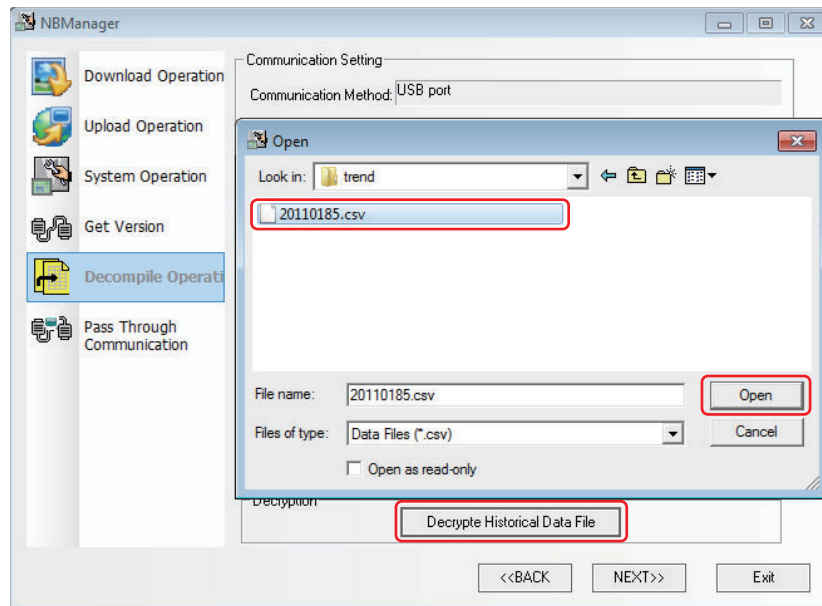 NBManager
Download Operation
Upload Operation
System Operation
Get Version
Decompile Operati
Pass Through
Communication
Communication Setting
Communication Method: USB port
Open
Look in: trend
20110185.csv
File name: 20110185.csv
Open
Files of type: Data Files (*.csv)
Cancel
Open as read-only
Decryption
Decrypte Historical Data File
<<BACK NEXT>> Exit